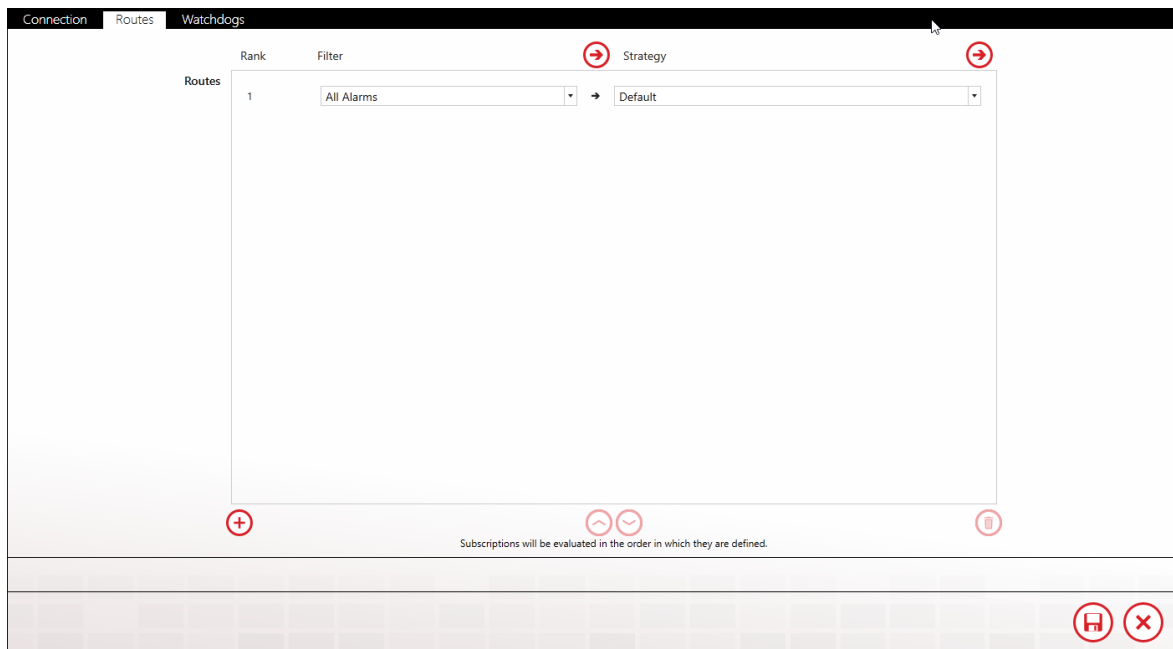 Connection Routes Watchdogs
Rank Filter Strategy
Routes
1 All Alarms Default
Subscriptions will be evaluated in the order in which they are defined.